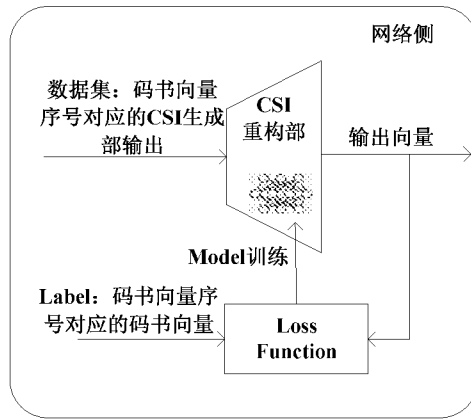 网络侧
数据集：码书向量
序号对应的CSI生成
部输出
CSI
重构部
输出向量
Model训练
Label：码书向量序
号对应的码书向量
Loss
Function